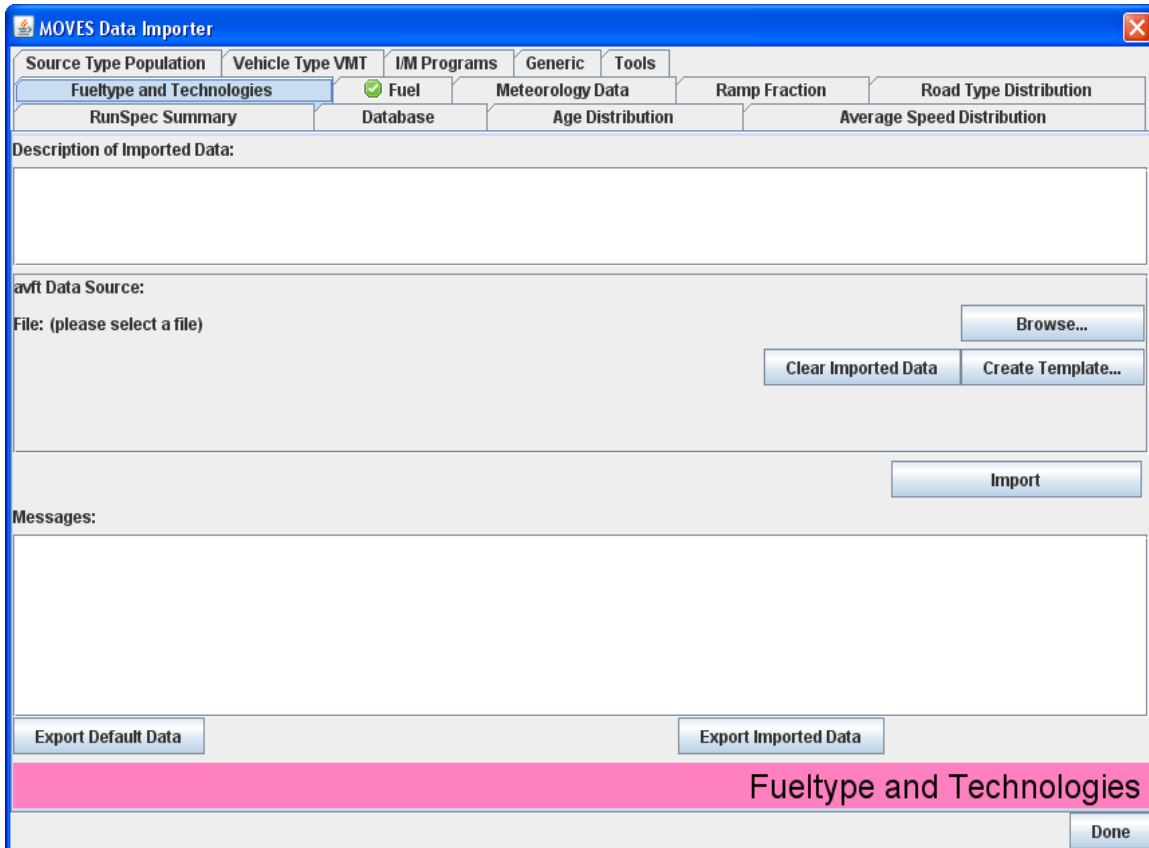 MOVES Data Importer
Source Type Population Vehicle Type VMT I/M Programs Generic Tools
Fueltype and Technologies Fuel Meteorology Data Ramp Fraction Road Type Distribution
RunSpec Summary Database Age Distribution Average Speed Distribution
Description of Imported Data:
avft Data Source:
File: (please select a file) Browse...
Clear Imported Data Create Template...
Import
Messages:
Export Default Data Export Imported Data
Fueltype and Technologies
Done